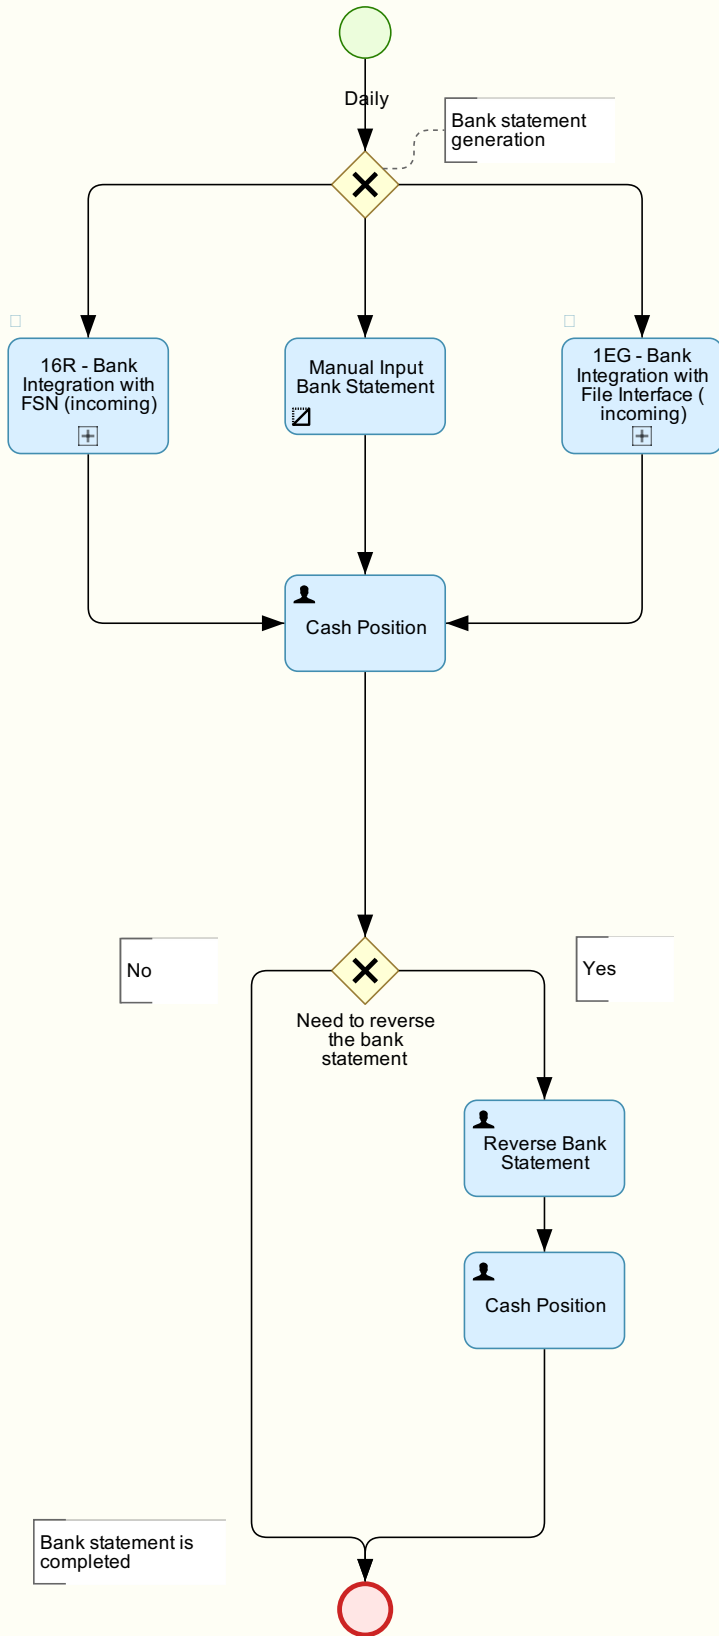 Daily
Bank statement
generation
16R - Bank
Integration with
FSN (incoming)
Manual Input
Bank Statement
1EG - Bank
Integration with
File Interface (
incoming)
Cash Position
No
Yes
Need to reverse
the bank
statement
Reverse Bank
Statement
Cash Position
Bank statement is
completed